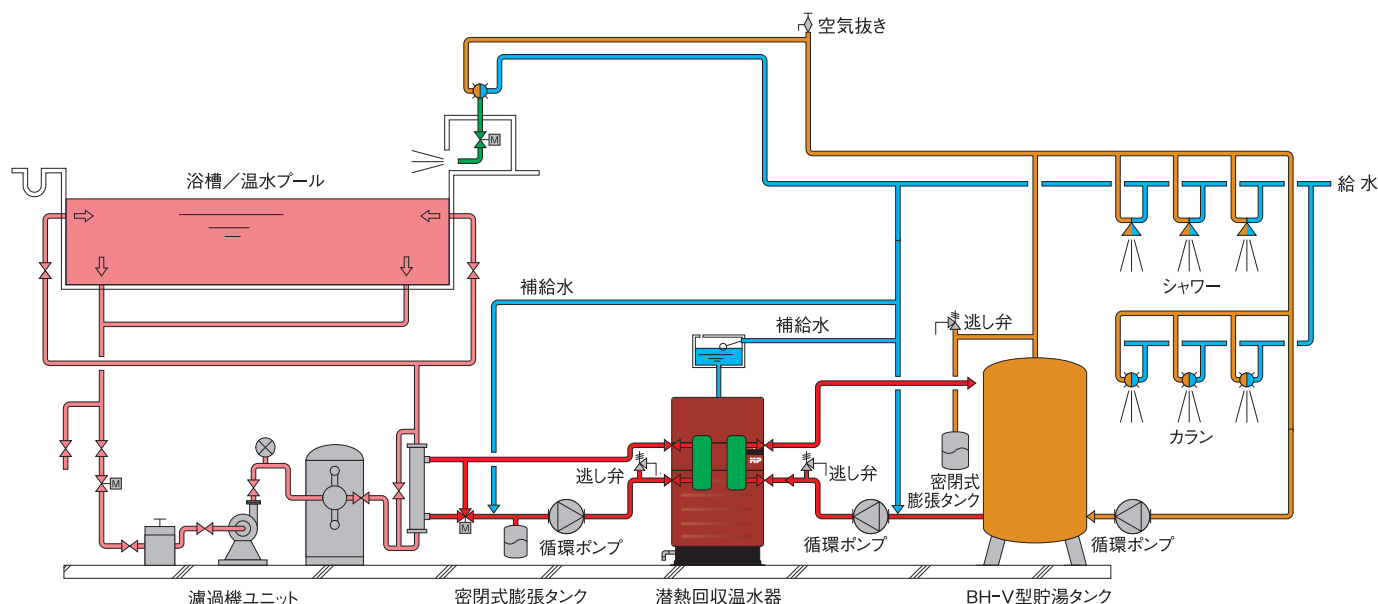 空気抜き
M
浴槽／温水プール
給水
シャワー
補給水
補給水
逃し弁
カラン
逃し弁
逃し弁
密閉式
膨張タンク
M
M
循環ポンプ
循環ポンプ
循環ポンプ
濾過機ユニット
密閉式膨張タンク
潜熱回収温水器
BH-V型貯湯タンク